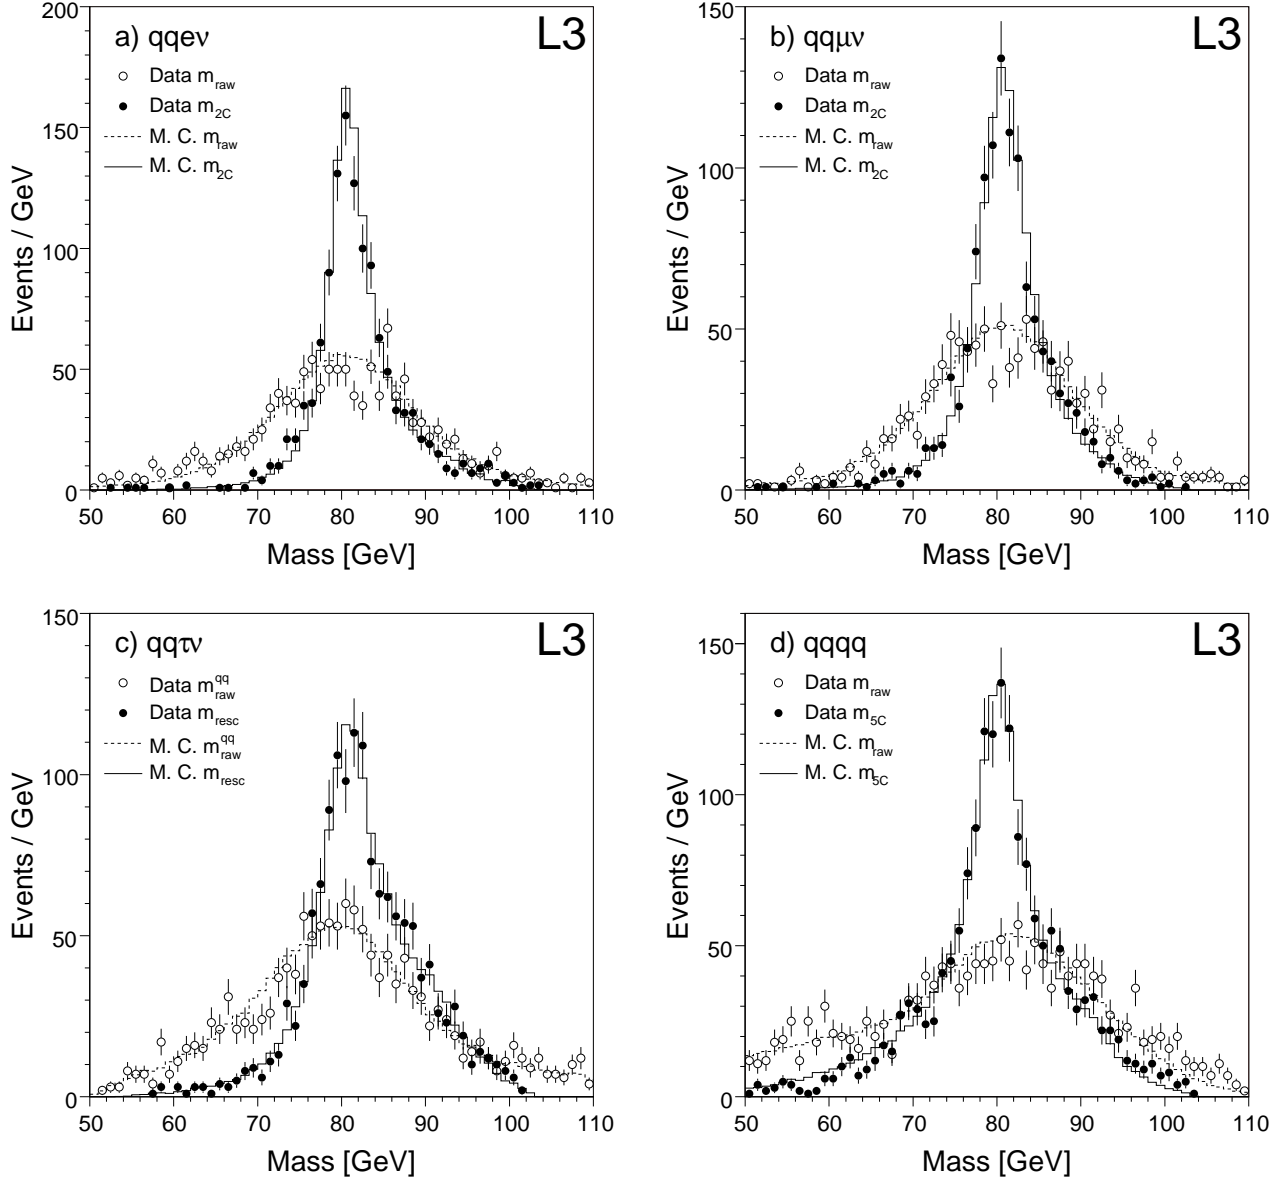 a) qqeν
L3
Data m_raw
Data m_2C
M. C. m_raw
M. C. m_2C
Events / GeV
200
150
100
50
0
50 60 70 80 90 100 110
Mass [GeV]
b) qqμν
L3
Data m_raw
Data m_2C
M. C. m_raw
M. C. m_2C
Events / GeV
150
100
50
0
50 60 70 80 90 100 110
Mass [GeV]
c) qqτν
L3
Data m_raw^qq
Data m_resc
M. C. m_raw^qq
M. C. m_resc
Events / GeV
150
100
50
0
50 60 70 80 90 100 110
Mass [GeV]
d) qqqq
L3
Data m_raw
Data m_5C
M. C. m_raw
M. C. m_5C
Events / GeV
150
100
50
0
50 60 70 80 90 100 110
Mass [GeV]